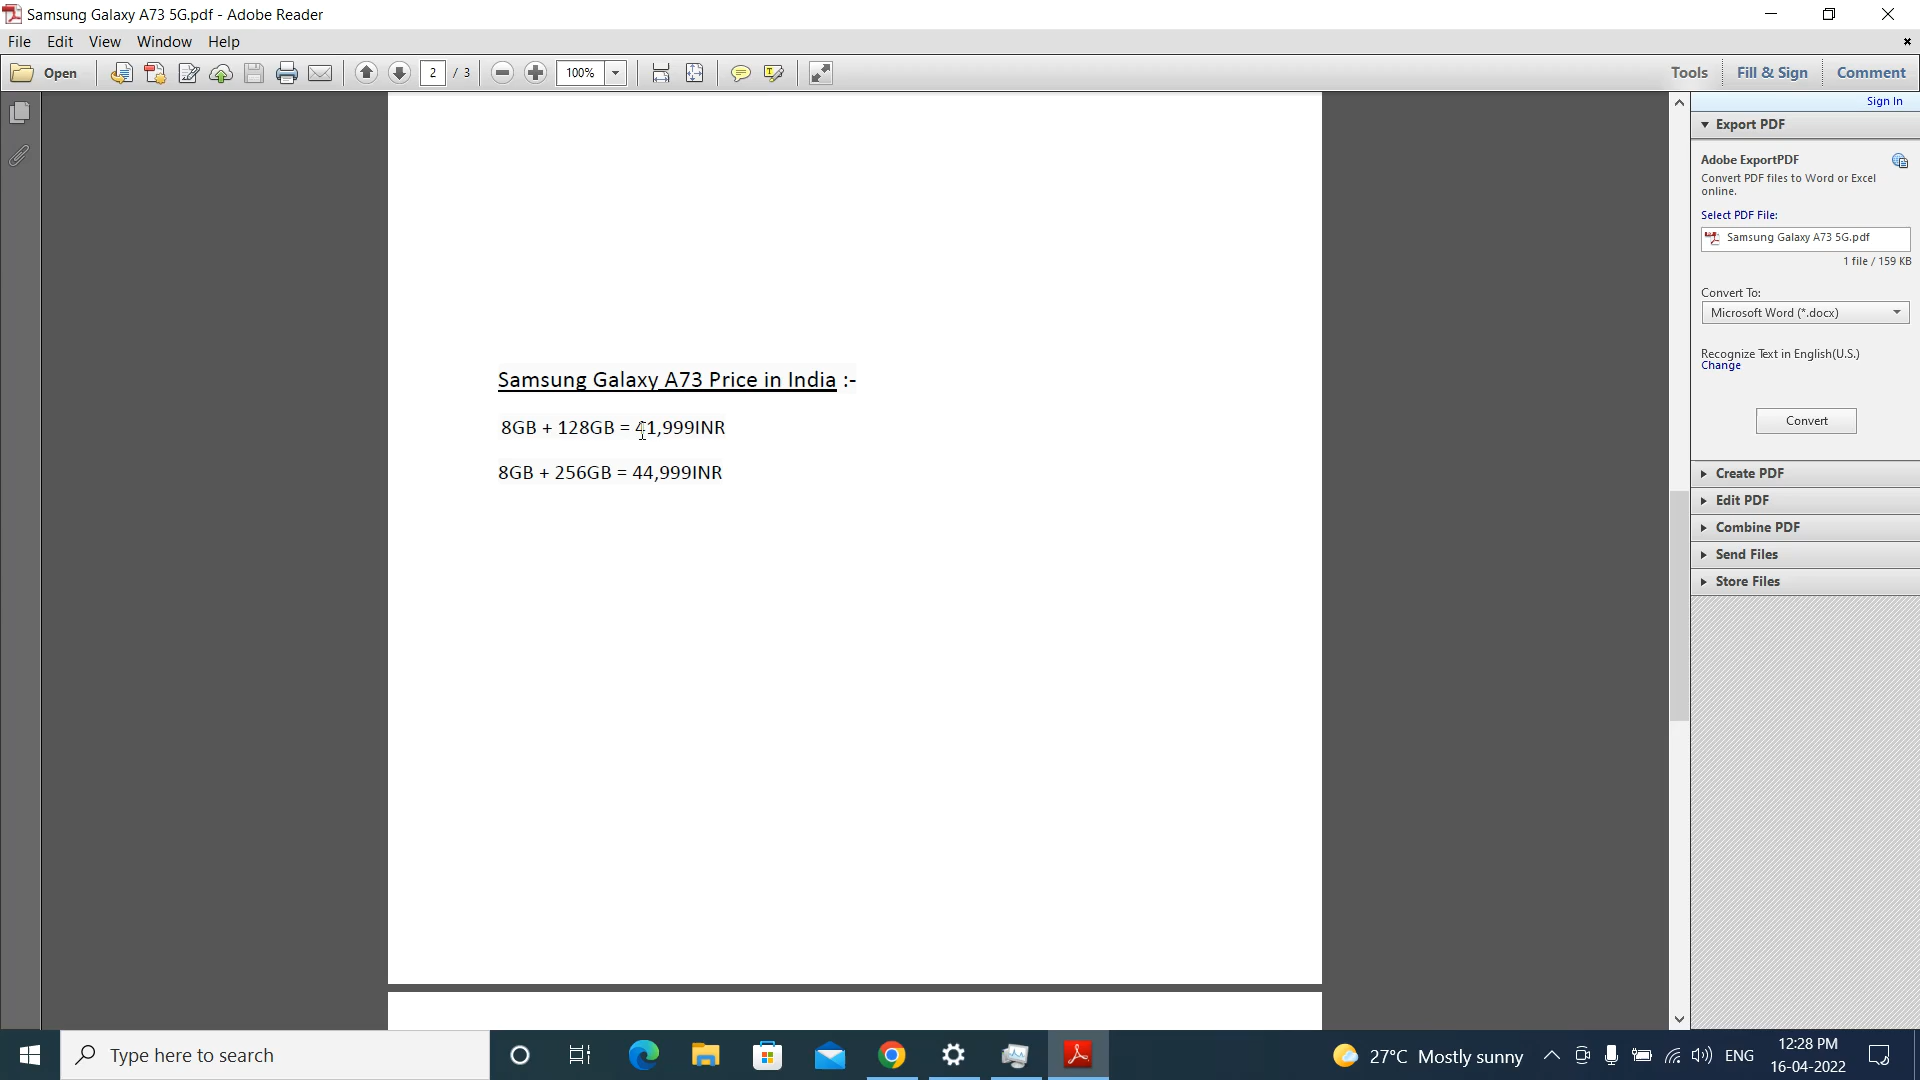 Samsung Galaxy A73 5G.pdf - Adobe Reader
File Edit View Window Help
Open 2 / 3 100% Tools Fill & Sign Comment
Sign In
Export PDF
Adobe ExportPDF
Convert PDF files to Word or Excel
online.
Select PDF File:
Samsung Galaxy A73 5G.pdf
1 file / 159 KB
Convert To:
Microsoft Word (*.docx)
Recognize Text in English(U.S.)
Change
Convert
Create PDF
Edit PDF
Combine PDF
Send Files
Store Files
Samsung Galaxy A73 Price in India :-
8GB + 128GB = 41,999INR
8GB + 256GB = 44,999INR
Type here to search
27°C Mostly sunny
ENG
12:28 PM
16-04-2022